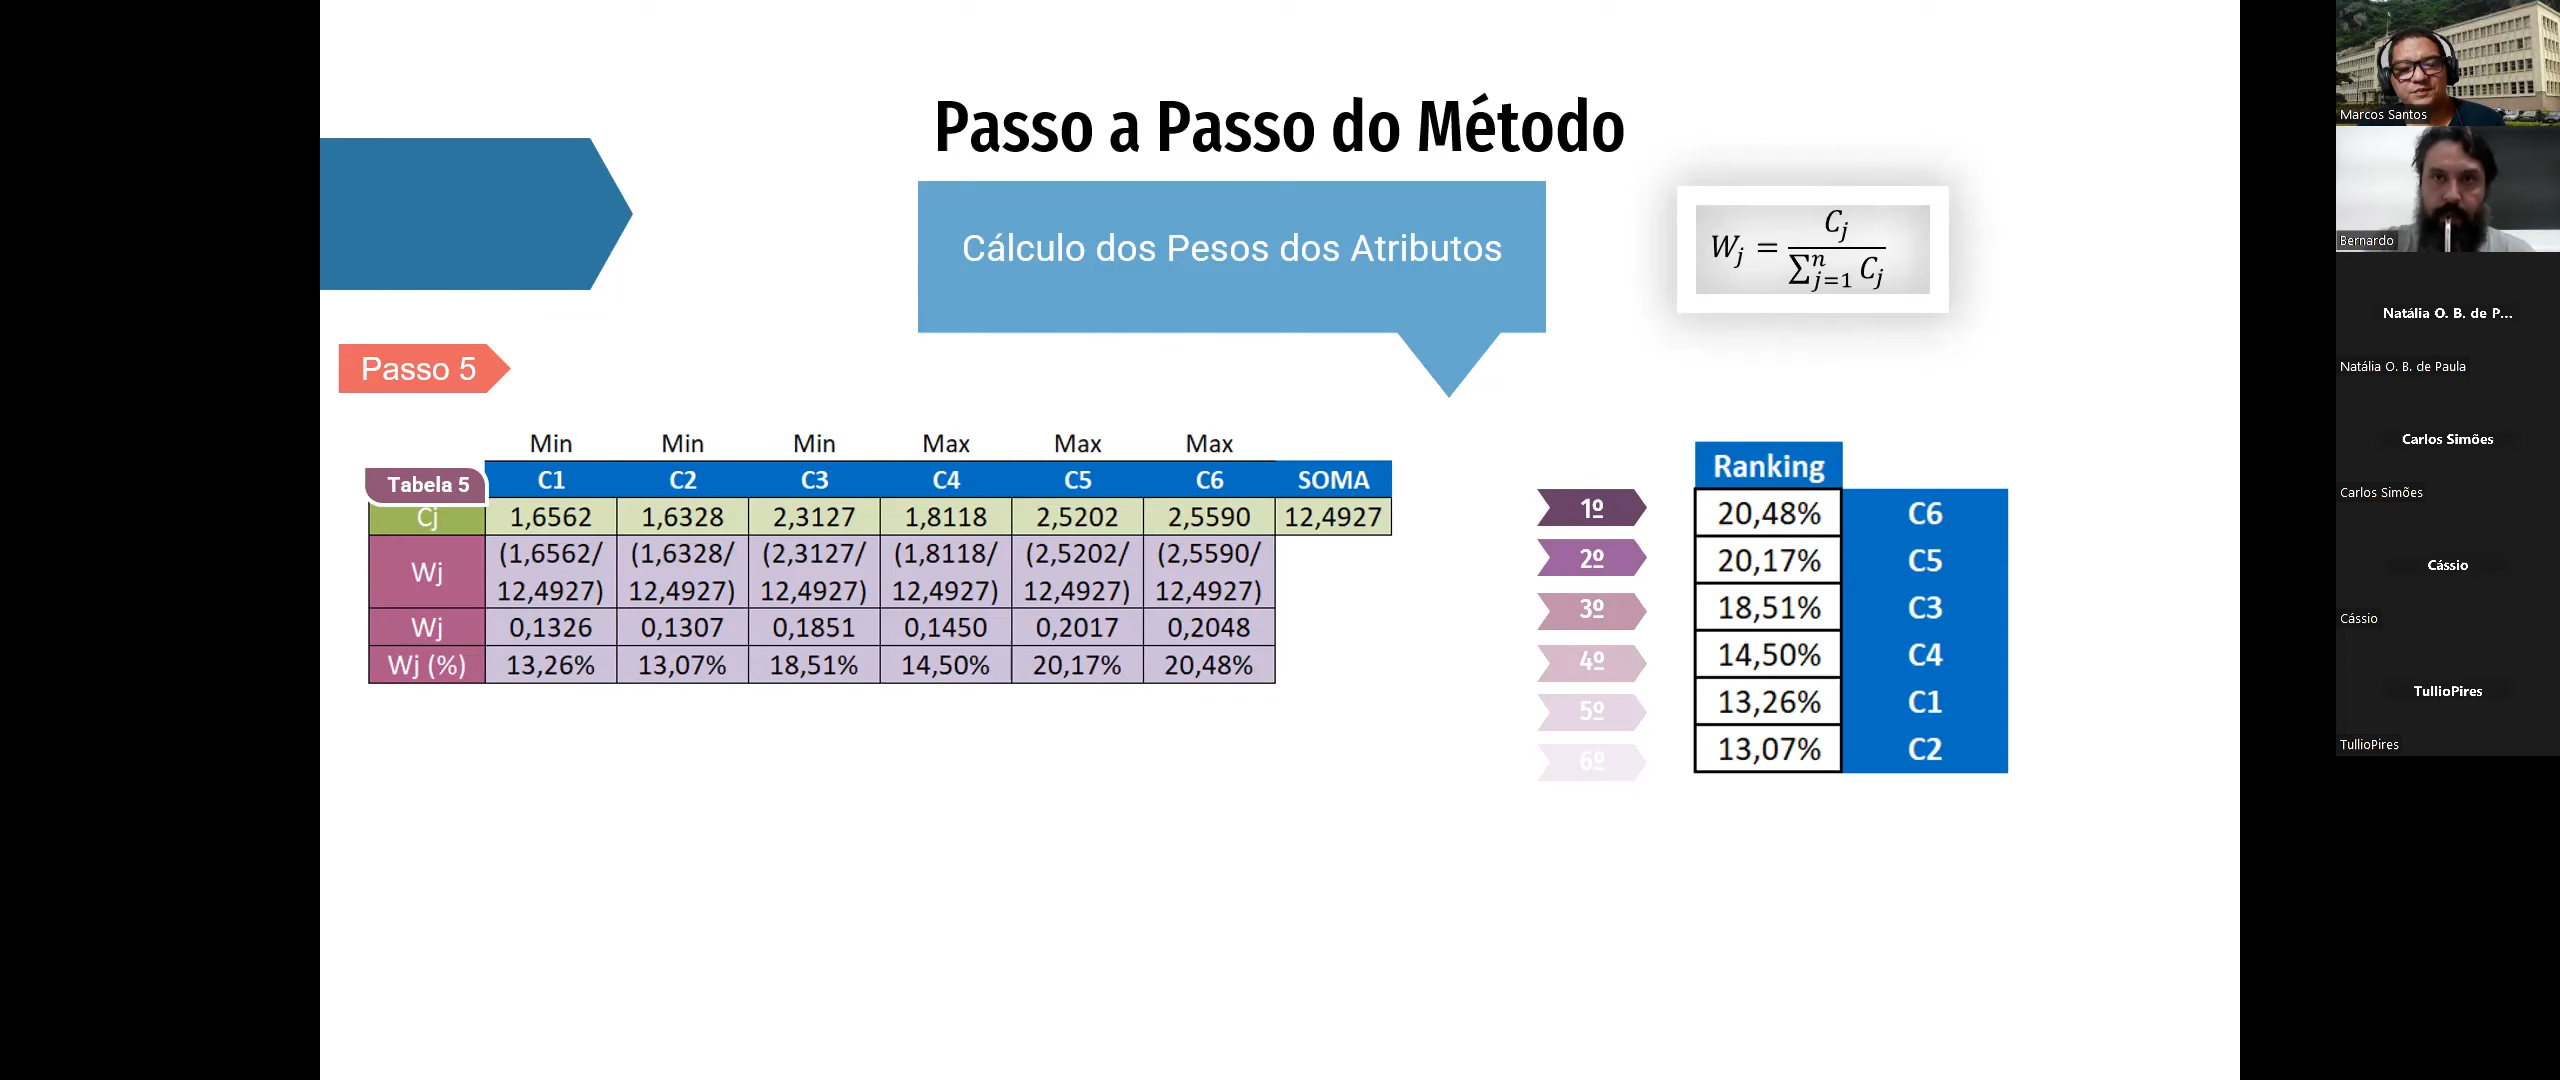 Passo a Passo do Método
Cálculo dos Pesos dos Atributos
W_j = C_j / ∑_{j=1}^{n} C_j
Passo 5
Min Min Min Max Max Max
Tabela 5 C1 C2 C3 C4 C5 C6 SOMA
Cj 1,6562 1,6328 2,3127 1,8118 2,5202 2,5590 12,4927
Wj (1,6562/ (1,6328/ (2,3127/ (1,8118/ (2,5202/ (2,5590/
12,4927) 12,4927) 12,4927) 12,4927) 12,4927) 12,4927)
Wj 0,1326 0,1307 0,1851 0,1450 0,2017 0,2048
Wj (%) 13,26% 13,07% 18,51% 14,50% 20,17% 20,48%
Ranking
1º 20,48% C6
2º 20,17% C5
3º 18,51% C3
4º 14,50% C4
5º 13,26% C1
6º 13,07% C2
Marcos Santos
Bernardo
Natália O. B. de P...
Natália O. B. de Paula
Carlos Simões
Carlos Simões
Cássio
Cássio
TullioPires
TullioPires